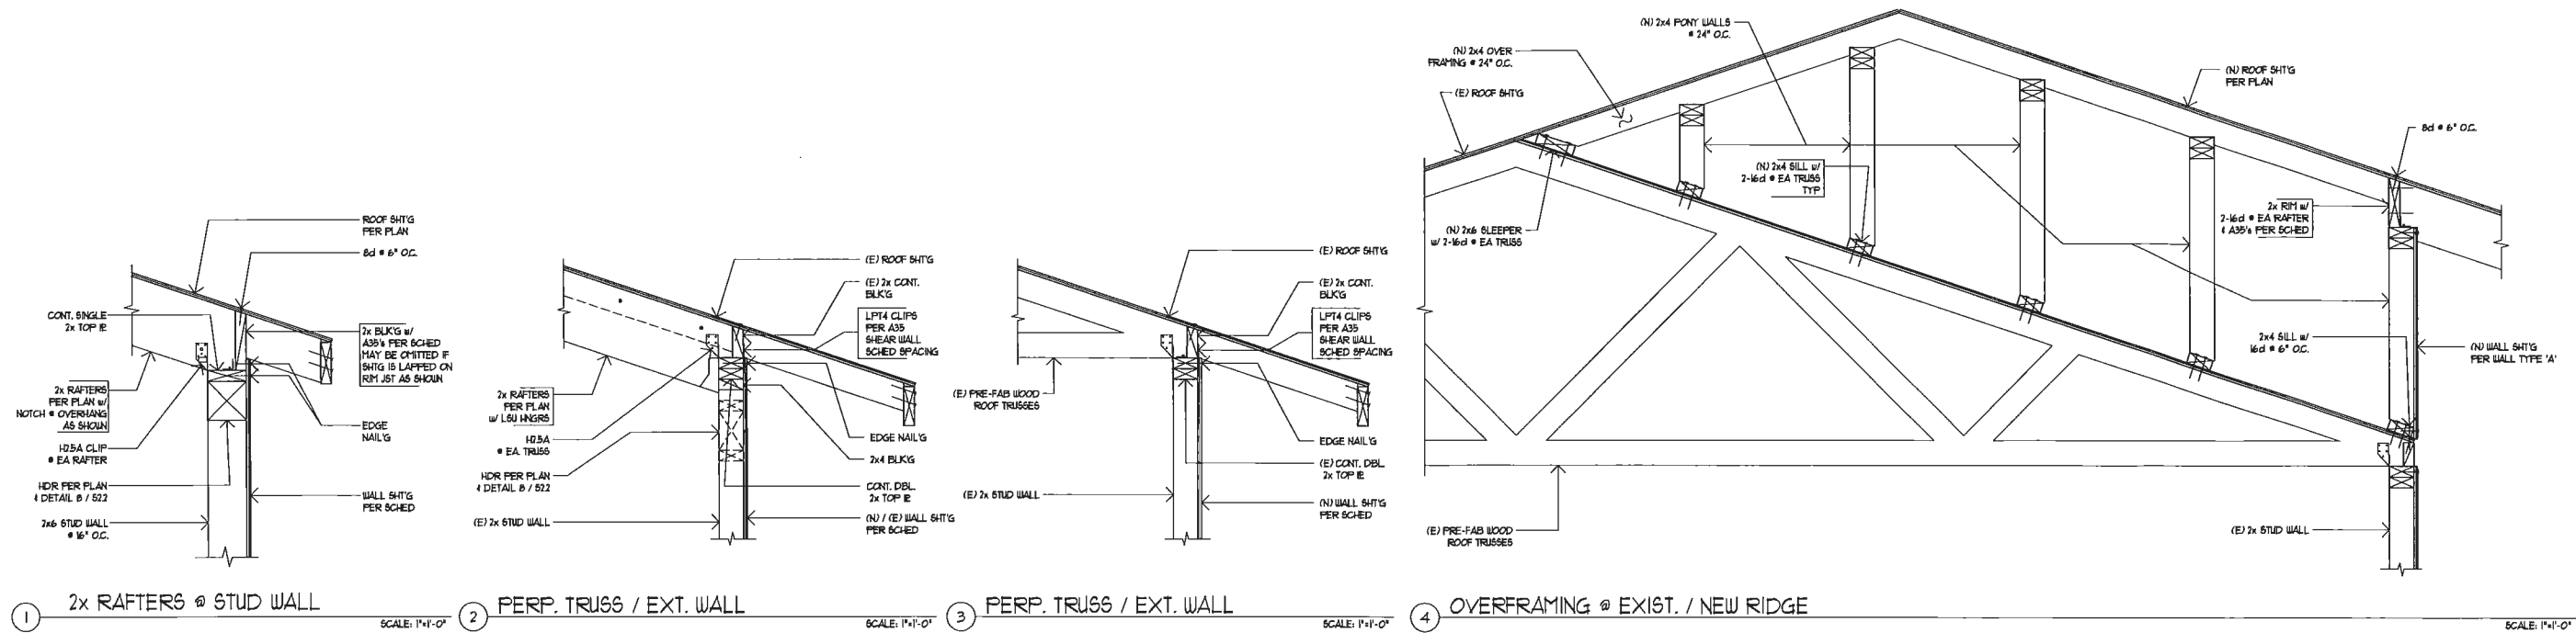 ROOF SHT'G
PER PLAN
8d @ 6" O.C.
CONT. SINGLE
2x TOP PL
2x BLK'G w/
A35's PER SCHED
MAY BE OMITTED IF
SHTG IS LAPPED ON
RIM JST AS SHOWN
2x RAFTERS
PER PLAN w/
NOTCH @ OVERHANG
AS SHOWN
EDGE
NAIL'G
H2.5A CLIP
@ EA RAFTER
HDR PER PLAN
& DETAIL 8 / S2.2
WALL SHT'G
PER SCHED
2x6 STUD WALL
@ 16" O.C.
1
2x RAFTERS @ STUD WALL
SCALE: 1"=1'-0"
(E) ROOF SHT'G
(E) 2x CONT.
BLK'G
LPT4 CLIPS
PER A35
SHEAR WALL
SCHED SPACING
2x RAFTERS
PER PLAN
w/ LSU HNGRS
H2.5A
@ EA. TRUSS
EDGE NAIL'G
2x4 BLK'G
HDR PER PLAN
& DETAIL 8 / S2.2
CONT. DBL.
2x TOP PL
(E) 2x STUD WALL
(N) / (E) WALL SHT'G
PER SCHED
2
PERP. TRUSS / EXT. WALL
SCALE: 1"=1'-0"
(E) ROOF SHT'G
(E) 2x CONT.
BLK'G
LPT4 CLIPS
PER A35
SHEAR WALL
SCHED SPACING
(E) PRE-FAB WOOD
ROOF TRUSSES
EDGE NAIL'G
(E) CONT. DBL.
2x TOP PL
(E) 2x STUD WALL
(N) WALL SHT'G
PER SCHED
3
PERP. TRUSS / EXT. WALL
SCALE: 1"=1'-0"
(N) 2x4 PONY WALLS
@ 24" O.C.
(N) 2x4 OVER
FRAMING @ 24" O.C.
(E) ROOF SHT'G
(N) ROOF SHT'G
PER PLAN
8d @ 6" O.C.
(N) 2x4 SILL w/
2-16d @ EA TRUSS
TYP
2x RIM w/
2-16d @ EA RAFTER
& A35's PER SCHED
(N) 2x6 SLEEPER
w/ 2-16d @ EA TRUSS
2x4 SILL w/
16d @ 6" O.C.
(N) WALL SHT'G
PER WALL TYPE 'A'
(E) PRE-FAB WOOD
ROOF TRUSSES
(E) 2x STUD WALL
4
OVERFRAMING @ EXIST. / NEW RIDGE
SCALE: 1"=1'-0"